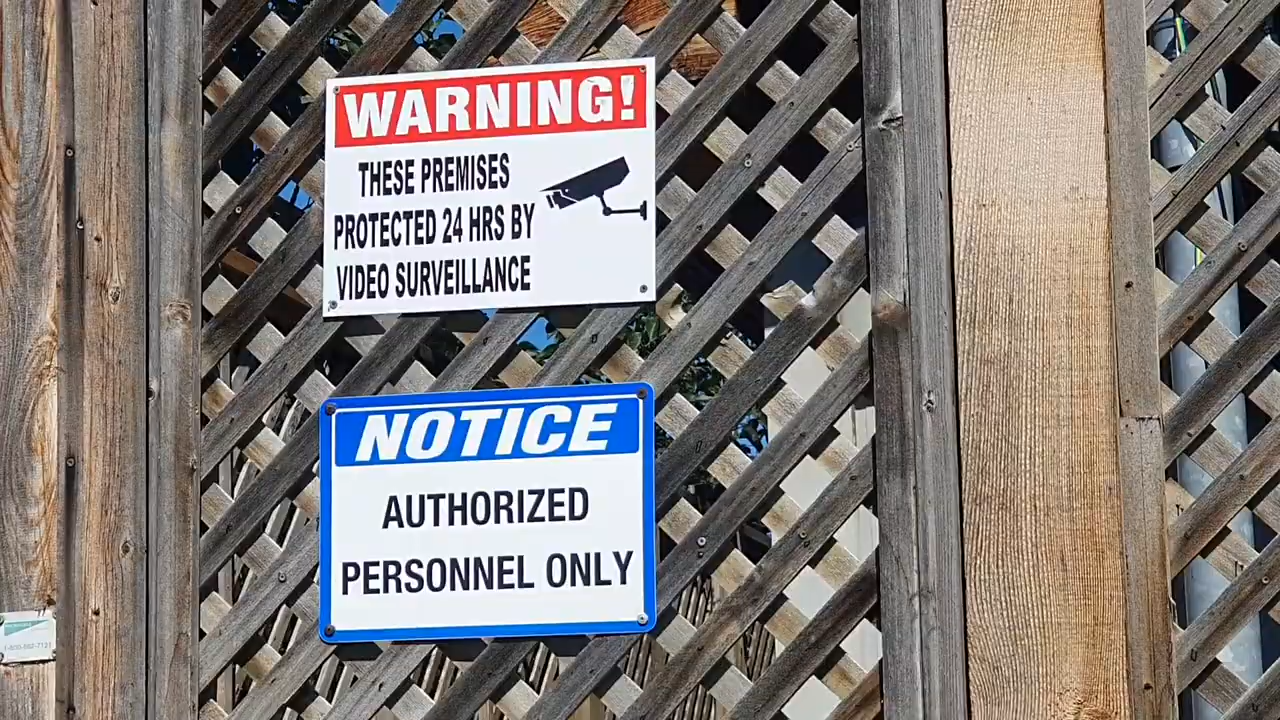 WARNING!
THESE PREMISES
PROTECTED 24 HRS BY
VIDEO SURVEILLANCE
NOTICE
AUTHORIZED
PERSONNEL ONLY